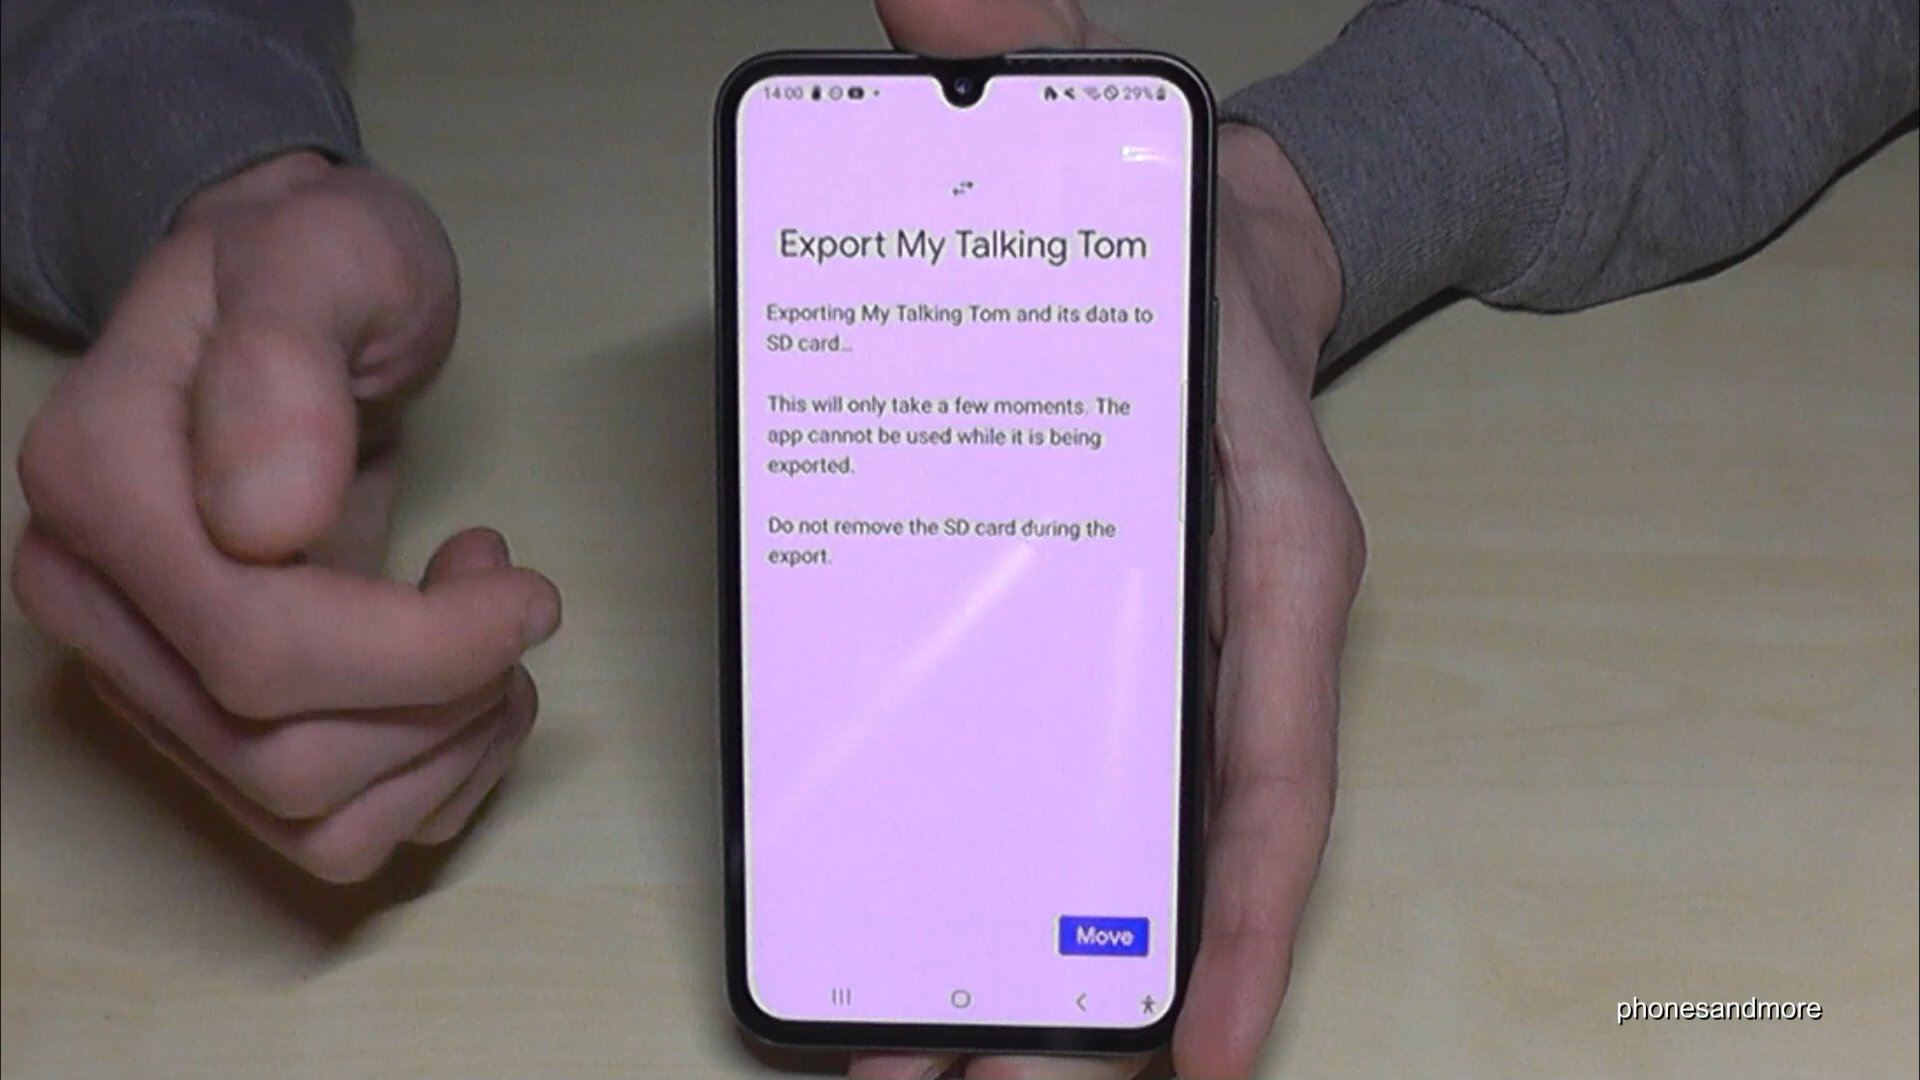 14:00
29%
Export My Talking Tom
Exporting My Talking Tom and its data to
SD card...
This will only take a few moments. The
app cannot be used while it is being
exported.
Do not remove the SD card during the
export.
Move
phonesandmore